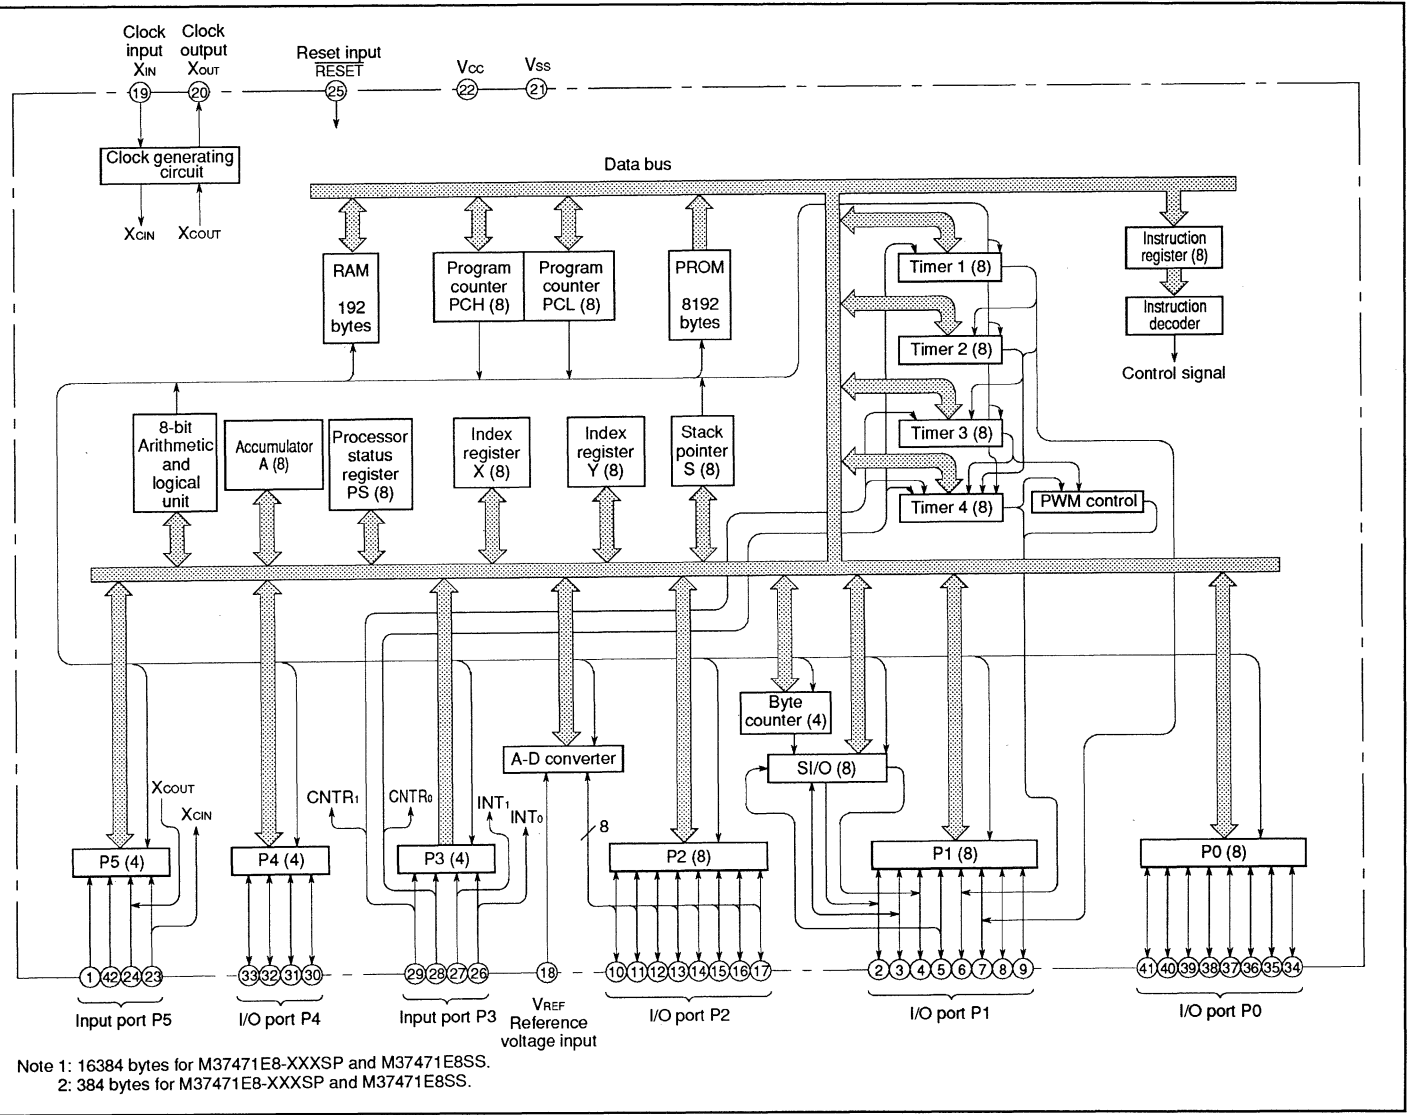 Clock input XIN
Clock output XOUT
Reset input
RESET
VCC
VSS
19
20
25
22
21
Clock generating circuit
XCIN
XCOUT
Data bus
RAM
192 bytes
Program counter PCH (8)
Program counter PCL (8)
PROM
8192 bytes
Timer 1 (8)
Timer 2 (8)
Timer 3 (8)
Timer 4 (8)
PWM control
Instruction register (8)
Instruction decoder
Control signal
8-bit Arithmetic and logical unit
Accumulator A (8)
Processor status register PS (8)
Index register X (8)
Index register Y (8)
Stack pointer S (8)
Byte counter (4)
SI/O (8)
A-D converter
XCOUT
XCIN
CNTR1
CNTR0
INT1
INT0
8
P5 (4)
P4 (4)
P3 (4)
P2 (8)
P1 (8)
P0 (8)
1 42 24 23
33 32 31 30
29 28 27 26
18
10 11 12 13 14 15 16 17
2 3 4 5 6 7 8 9
41 40 39 38 37 36 35 34
Input port P5
I/O port P4
Input port P3
VREF
Reference voltage input
I/O port P2
I/O port P1
I/O port P0
Note 1: 16384 bytes for M37471E8-XXXSP and M37471E8SS.
2: 384 bytes for M37471E8-XXXSP and M37471E8SS.